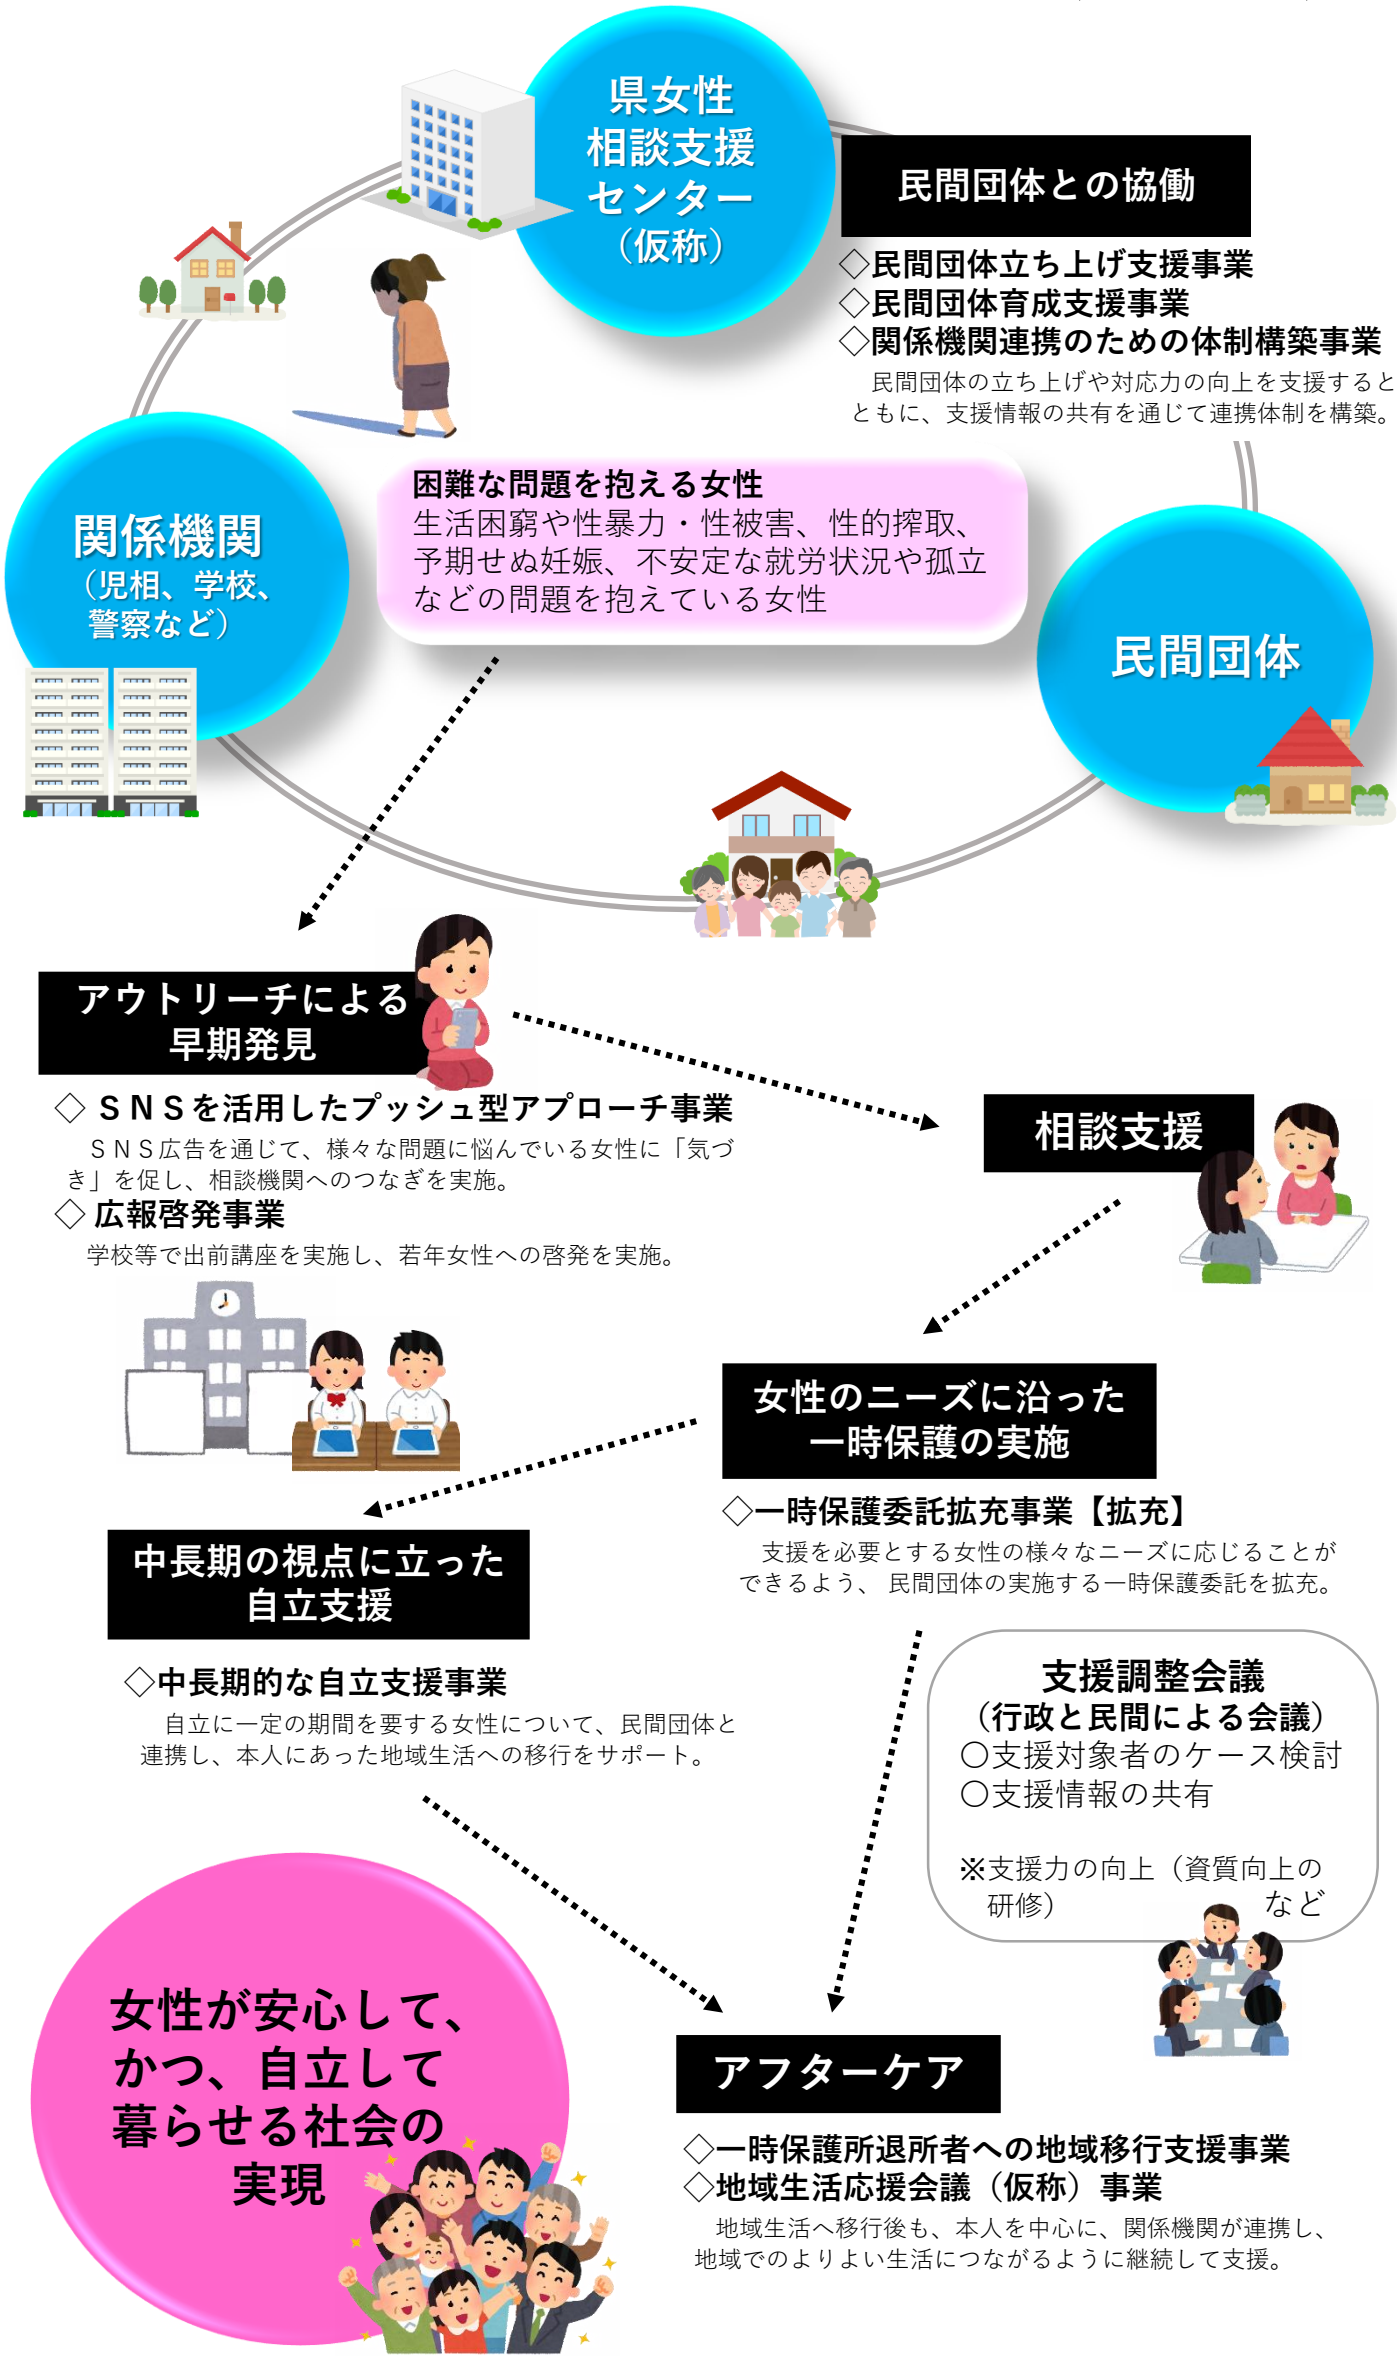 県女性
相談支援
センター
（仮称）
民間団体との協働
◇民間団体立ち上げ支援事業
◇民間団体育成支援事業
◇関係機関連携のための体制構築事業
民間団体の立ち上げや対応力の向上を支援すると
ともに、支援情報の共有を通じて連携体制を構築。
関係機関
（児相、学校、
警察など）
困難な問題を抱える女性
生活困窮や性暴力・性被害、性的搾取、
予期せぬ妊娠、不安定な就労状況や孤立
などの問題を抱えている女性
民間団体
アウトリーチによる
早期発見
◇ ＳＮＳを活用したプッシュ型アプローチ事業
ＳＮＳ広告を通じて、様々な問題に悩んでいる女性に「気づ
き」を促し、相談機関へのつなぎを実施。
◇ 広報啓発事業
学校等で出前講座を実施し、若年女性への啓発を実施。
相談支援
女性のニーズに沿った
一時保護の実施
◇一時保護委託拡充事業【拡充】
支援を必要とする女性の様々なニーズに応じることが
できるよう、 民間団体の実施する一時保護委託を拡充。
中長期の視点に立った
自立支援
◇中長期的な自立支援事業
自立に一定の期間を要する女性について、民間団体と
連携し、本人にあった地域生活への移行をサポート。
支援調整会議
（行政と民間による会議）
〇支援対象者のケース検討
〇支援情報の共有
※支援力の向上（資質向上の
研修） など
女性が安心して、
かつ、自立して
暮らせる社会の
実現
アフターケア
◇一時保護所退所者への地域移行支援事業
◇地域生活応援会議（仮称）事業
地域生活へ移行後も、本人を中心に、関係機関が連携し、
地域でのよりよい生活につながるように継続して支援。